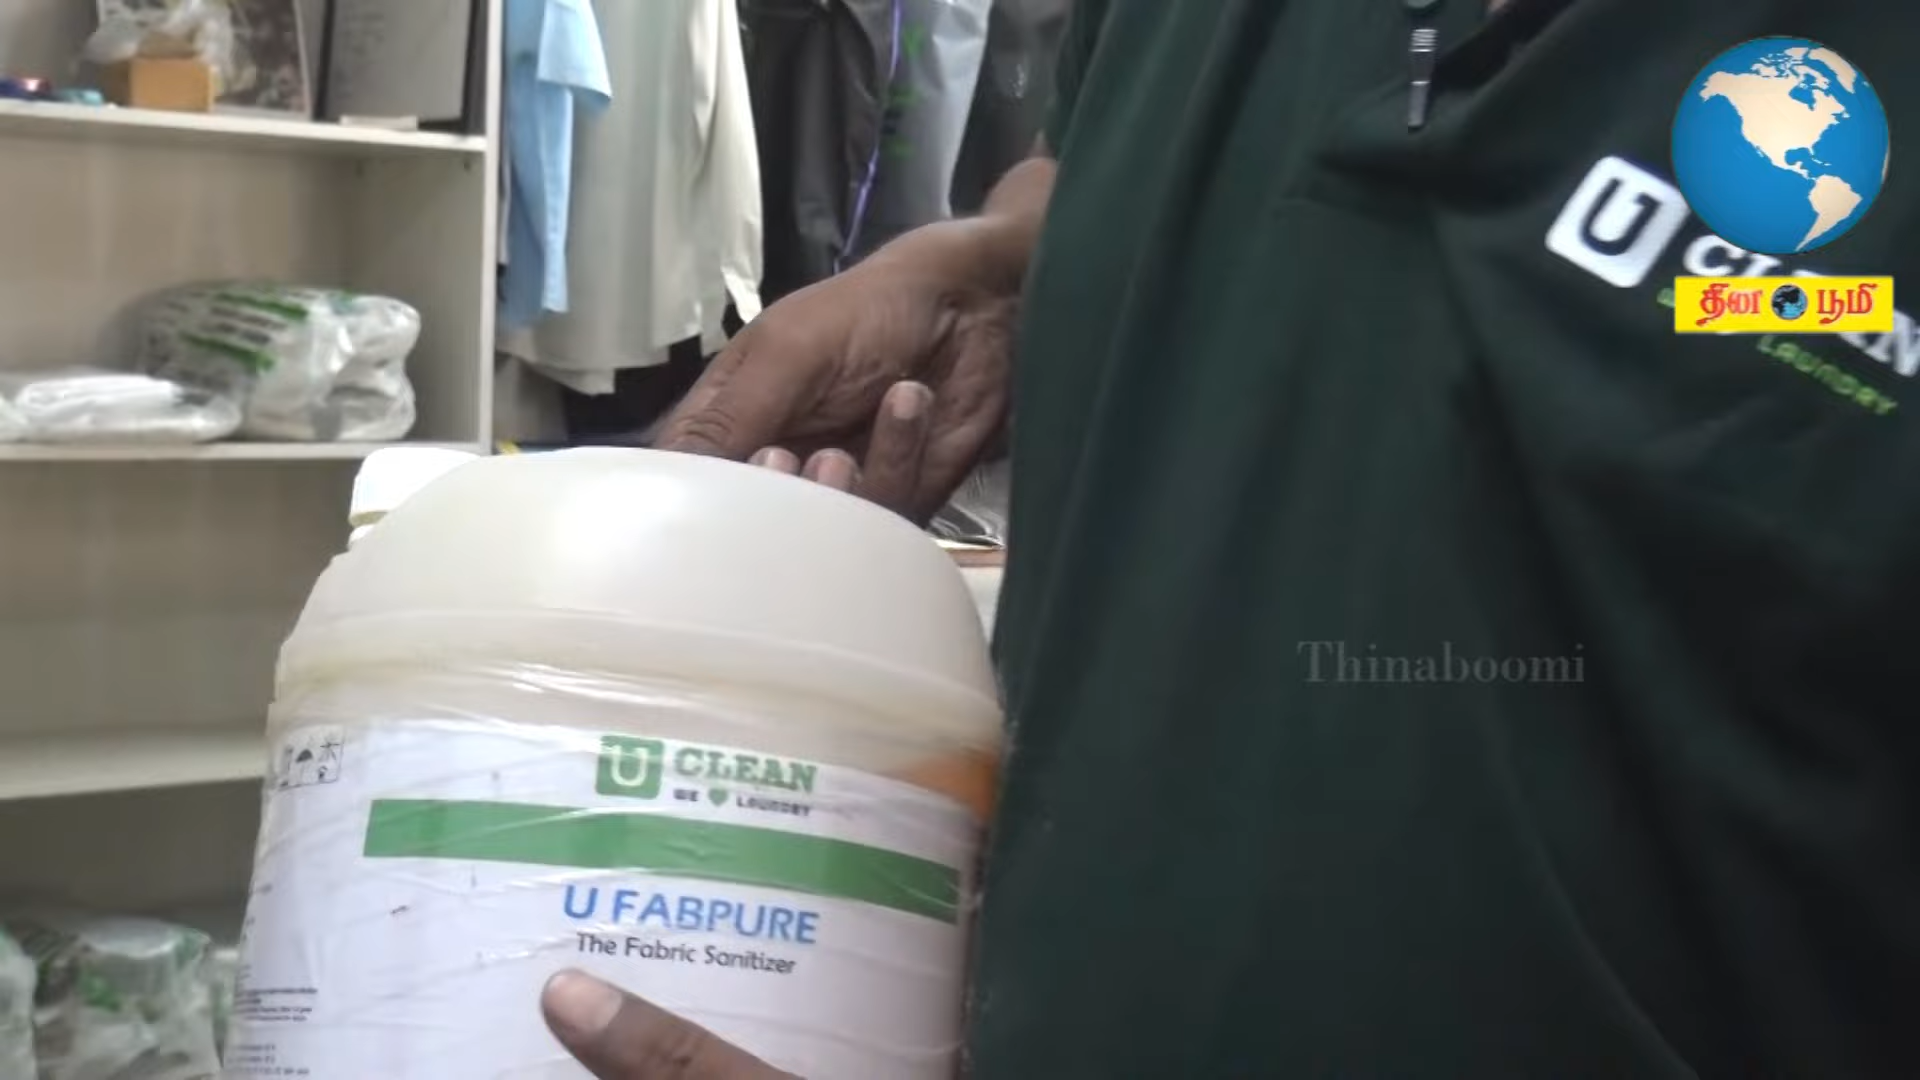 U
தின பூமி
LAUNDRY
Thinaboomi
U CLEAN
WE LAUNDRY
U FABPURE
The Fabric Sanitizer